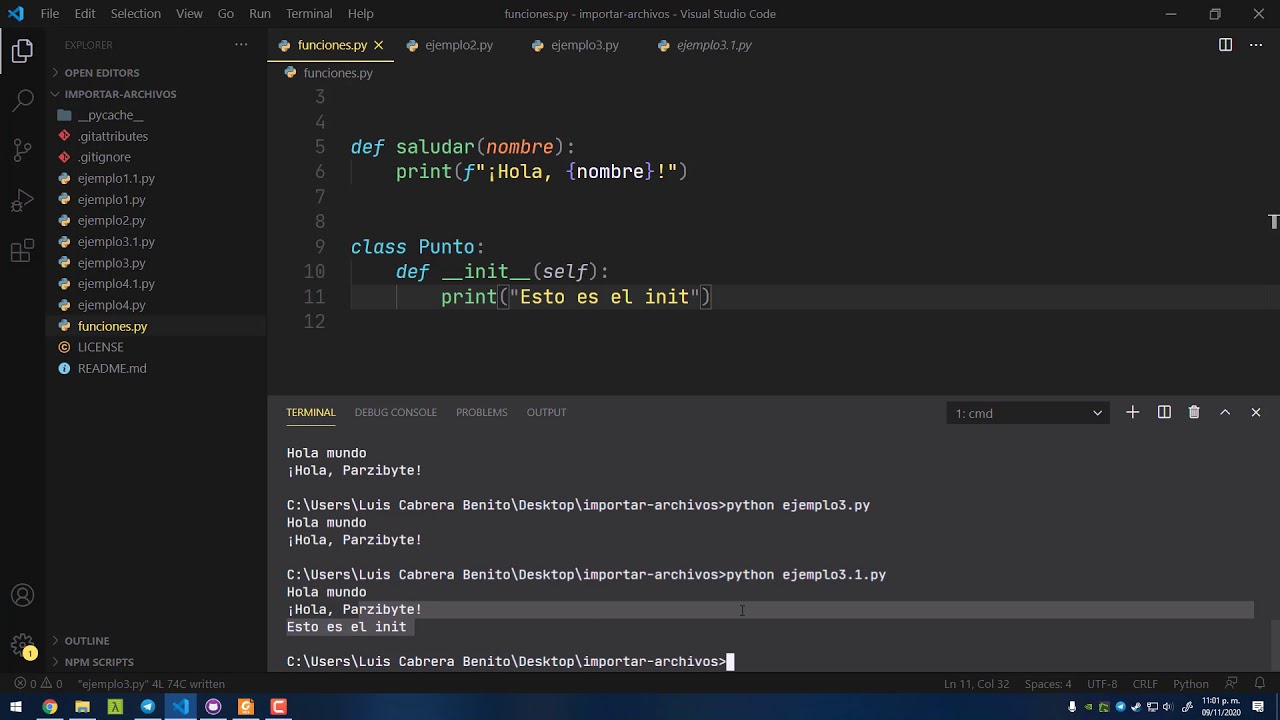 File Edit Selection View Go Run Terminal Help funciones.py - importar-archivos - Visual Studio Code
EXPLORER
OPEN EDITORS
IMPORTAR-ARCHIVOS
__pycache__
.gitattributes
.gitignore
ejemplo1.1.py
ejemplo1.py
ejemplo2.py
ejemplo3.1.py
ejemplo3.py
ejemplo4.1.py
ejemplo4.py
funciones.py
LICENSE
README.md
OUTLINE
NPM SCRIPTS
funciones.py ejemplo2.py ejemplo3.py ejemplo3.1.py
funciones.py
3
4
5 def saludar(nombre):
6 print(f"¡Hola, {nombre}!")
7
8
9 class Punto:
10 def __init__(self):
11 print("Esto es el init")
12
TERMINAL DEBUG CONSOLE PROBLEMS OUTPUT 1: cmd
Hola mundo
¡Hola, Parzibyte!
C:\Users\Luis Cabrera Benito\Desktop\importar-archivos>python ejemplo3.py
Hola mundo
¡Hola, Parzibyte!
C:\Users\Luis Cabrera Benito\Desktop\importar-archivos>python ejemplo3.1.py
Hola mundo
¡Hola, Parzibyte!
Esto es el init
C:\Users\Luis Cabrera Benito\Desktop\importar-archivos>
1
0 0 "ejemplo3.py" 4L 74C written Ln 11, Col 32 Spaces: 4 UTF-8 CRLF Python
11:01 p. m.
09/11/2020